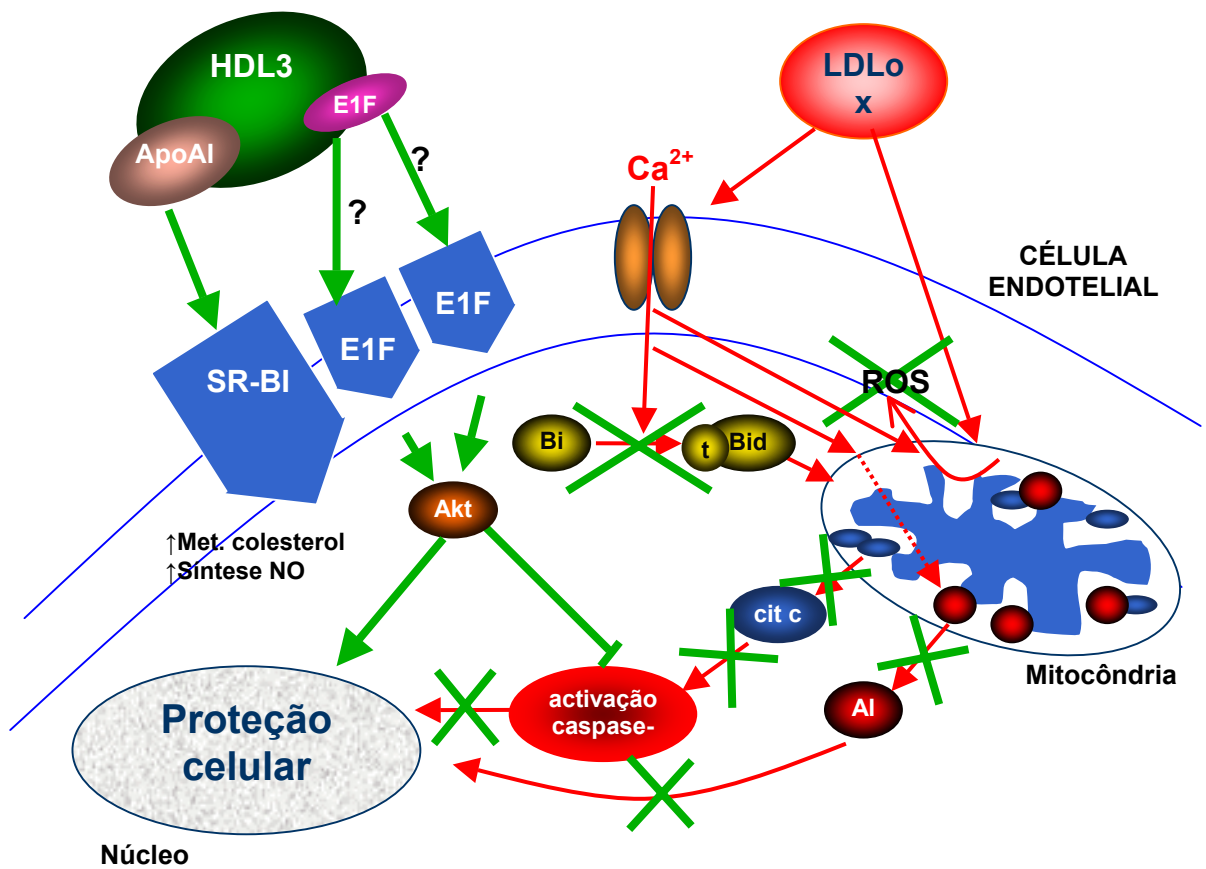 HDL3
E1F
ApoAI
?
?
LDLo
x
Ca²⁺
CÉLULA
ENDOTELIAL
E1F
E1F
SR-BI
ROS
Bi
t
Bid
Akt
↑Met. colesterol
↑Síntese NO
cit c
Mitocôndria
activação
caspase-
AI
Proteção
celular
Núcleo